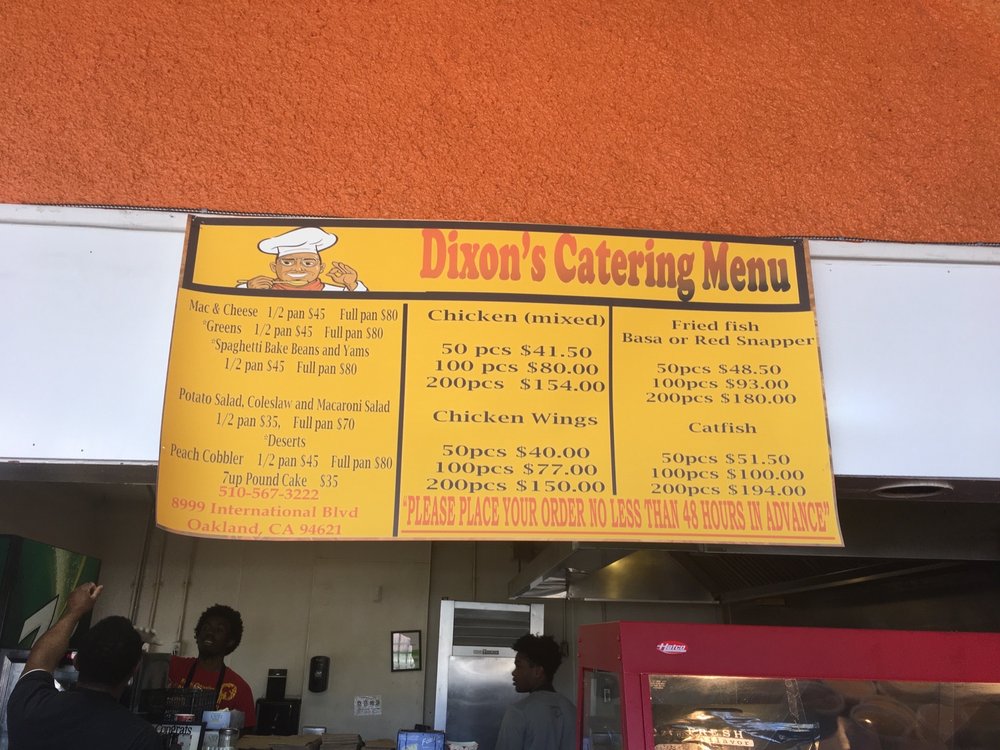 Dixon's Catering Menu
Mac & Cheese 1/2 pan $45 Full pan $80
*Greens 1/2 pan $45 Full pan $80
*Spaghetti Bake Beans and Yams
1/2 pan $45 Full pan $80
Potato Salad, Coleslaw and Macaroni Salad
1/2 pan $35, Full pan $70
*Deserts
Peach Cobbler 1/2 pan $45 Full pan $80
7up Pound Cake $35
510-567-3222
8999 International Blvd
Oakland, CA 94621
Chicken (mixed)
50 pcs $41.50
100 pcs $80.00
200pcs $154.00
Chicken Wings
50pcs $40.00
100pcs $77.00
200pcs $150.00
Fried fish
Basa or Red Snapper
50pcs $48.50
100pcs $93.00
200pcs $180.00
Catfish
50pcs $51.50
100pcs $100.00
200pcs $194.00
"PLEASE PLACE YOUR ORDER NO LESS THAN 48 HOURS IN ADVANCE"
Hatco
FRESH
flavor